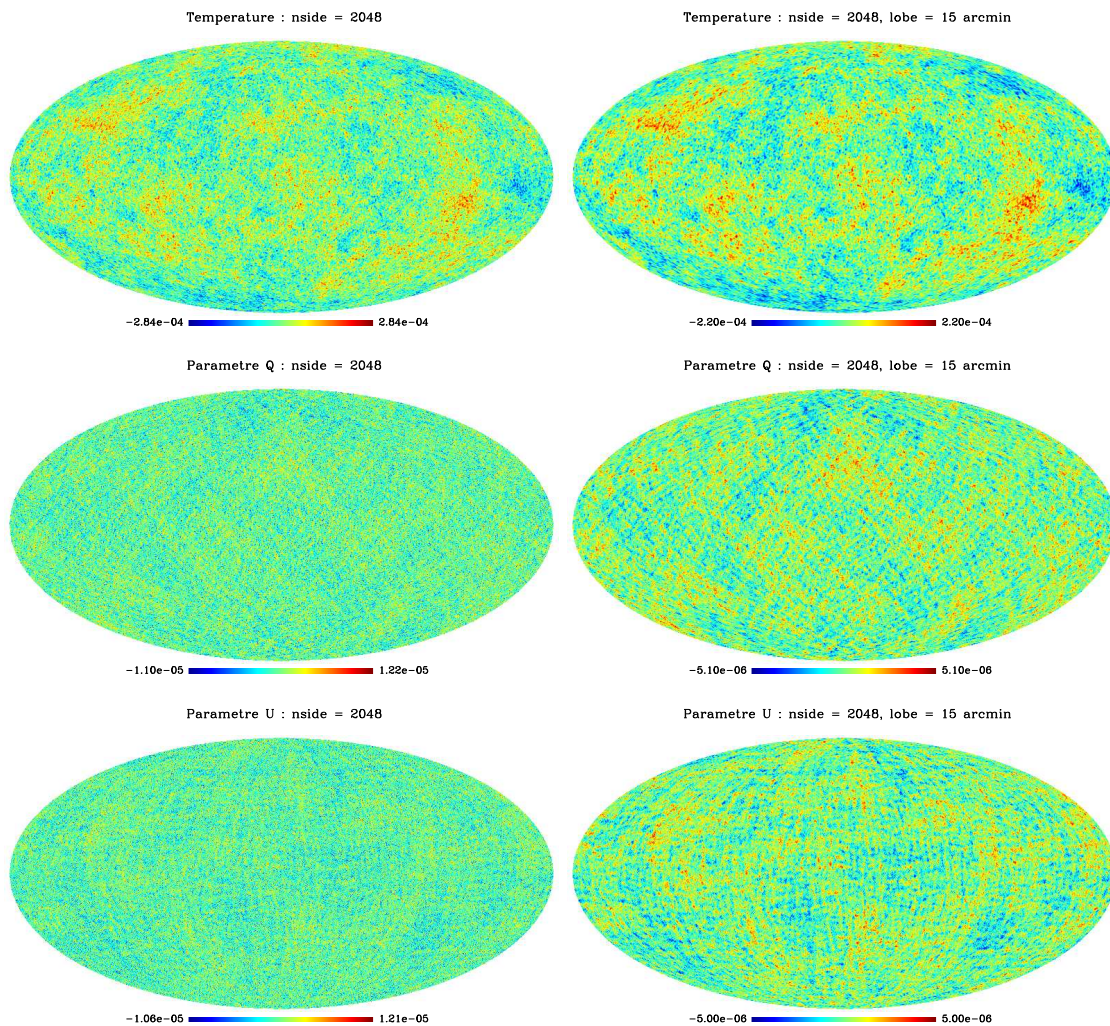 Temperature : nside = 2048
Temperature : nside = 2048, lobe = 15 arcmin
-2.84e-04 2.84e-04
-2.20e-04 2.20e-04
Parametre Q : nside = 2048
Parametre Q : nside = 2048, lobe = 15 arcmin
-1.10e-05 1.22e-05
-5.10e-06 5.10e-06
Parametre U : nside = 2048
Parametre U : nside = 2048, lobe = 15 arcmin
-1.06e-05 1.21e-05
-5.00e-06 5.00e-06